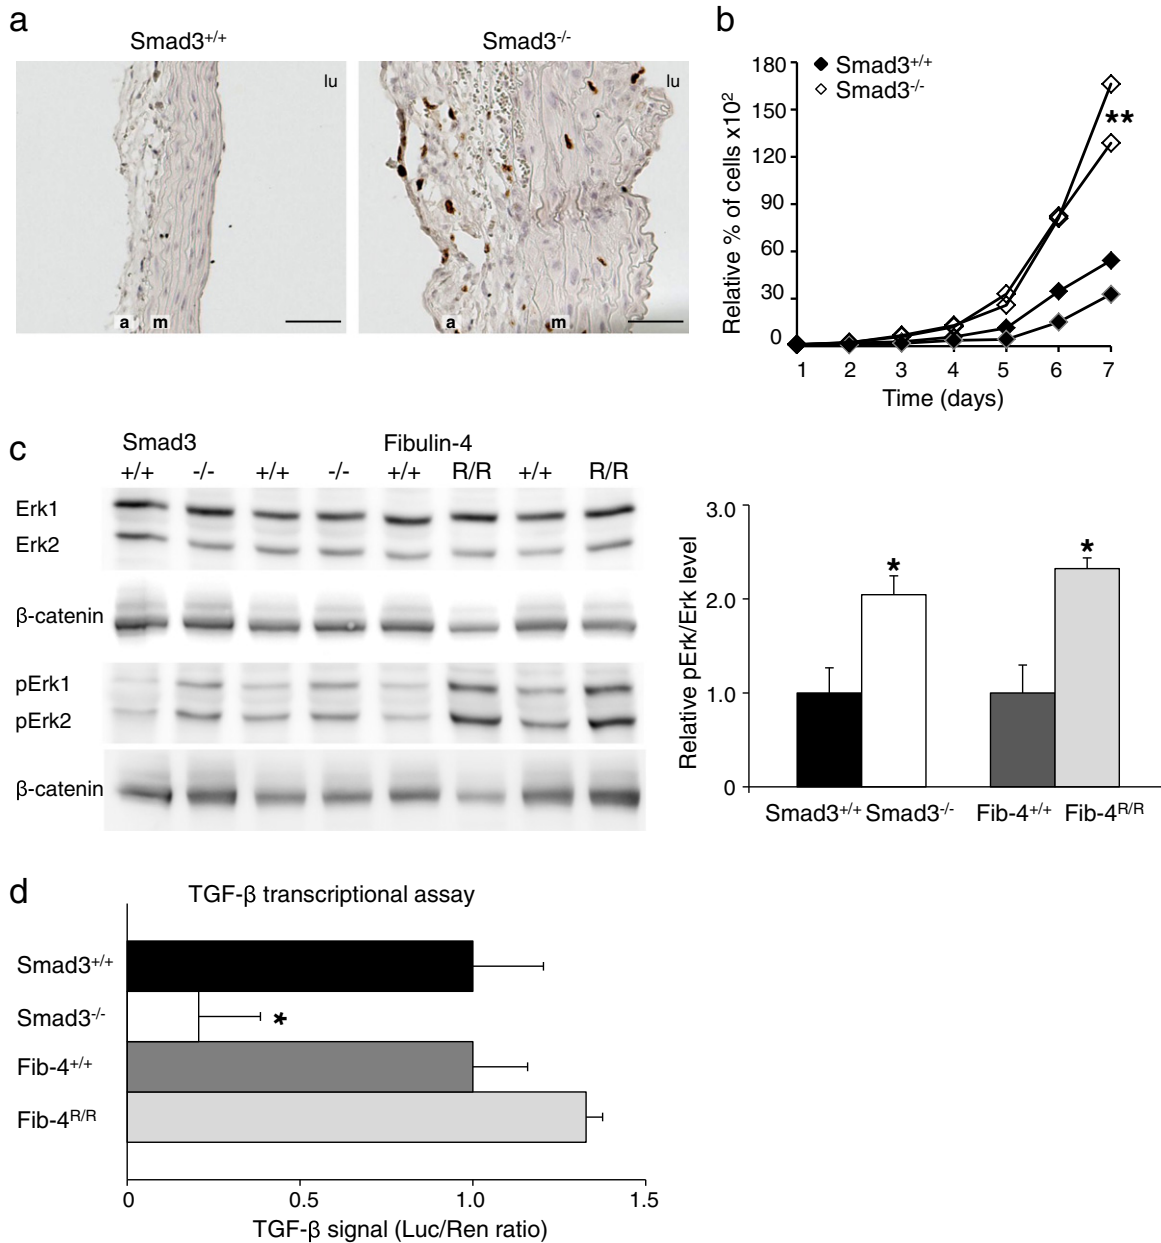 a
Smad3+/+
Smad3-/-
lu
lu
a m
a m
b
Smad3+/+
Smad3-/-
180
150
120
90
60
30
0
Relative % of cells x10²
**
1 2 3 4 5 6 7
Time (days)
c
Smad3 Fibulin-4
+/+ -/- +/+ -/- +/+ R/R +/+ R/R
Erk1
Erk2
β-catenin
pErk1
pErk2
β-catenin
3.0
2.0
1.0
0
Relative pErk/Erk level
* *
Smad3+/+ Smad3-/- Fib-4+/+ Fib-4R/R
d
TGF-β transcriptional assay
Smad3+/+
Smad3-/- *
Fib-4+/+
Fib-4R/R
0 0.5 1.0 1.5
TGF-β signal (Luc/Ren ratio)